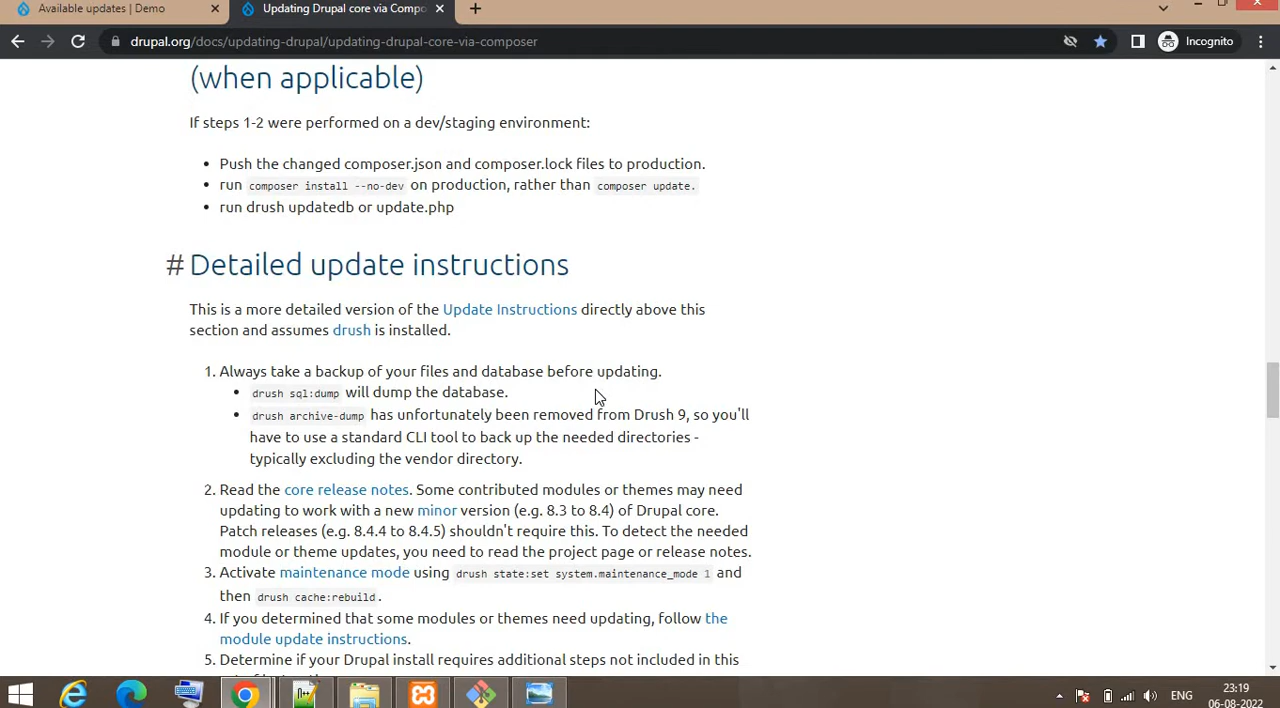 Available updates | Demo
Updating Drupal core via Compo
drupal.org/docs/updating-drupal/updating-drupal-core-via-composer
Incognito
(when applicable)
If steps 1-2 were performed on a dev/staging environment:
• Push the changed composer.json and composer.lock files to production.
• run composer install --no-dev on production, rather than composer update.
• run drush updatedb or update.php
# Detailed update instructions
This is a more detailed version of the Update Instructions directly above this
section and assumes drush is installed.
1. Always take a backup of your files and database before updating.
• drush sql:dump will dump the database.
• drush archive-dump has unfortunately been removed from Drush 9, so you'll
have to use a standard CLI tool to back up the needed directories -
typically excluding the vendor directory.
2. Read the core release notes. Some contributed modules or themes may need
updating to work with a new minor version (e.g. 8.3 to 8.4) of Drupal core.
Patch releases (e.g. 8.4.4 to 8.4.5) shouldn't require this. To detect the needed
module or theme updates, you need to read the project page or release notes.
3. Activate maintenance mode using drush state:set system.maintenance_mode 1 and
then drush cache:rebuild.
4. If you determined that some modules or themes need updating, follow the
module update instructions.
5. Determine if your Drupal install requires additional steps not included in this
ENG
23:19
06-08-2022